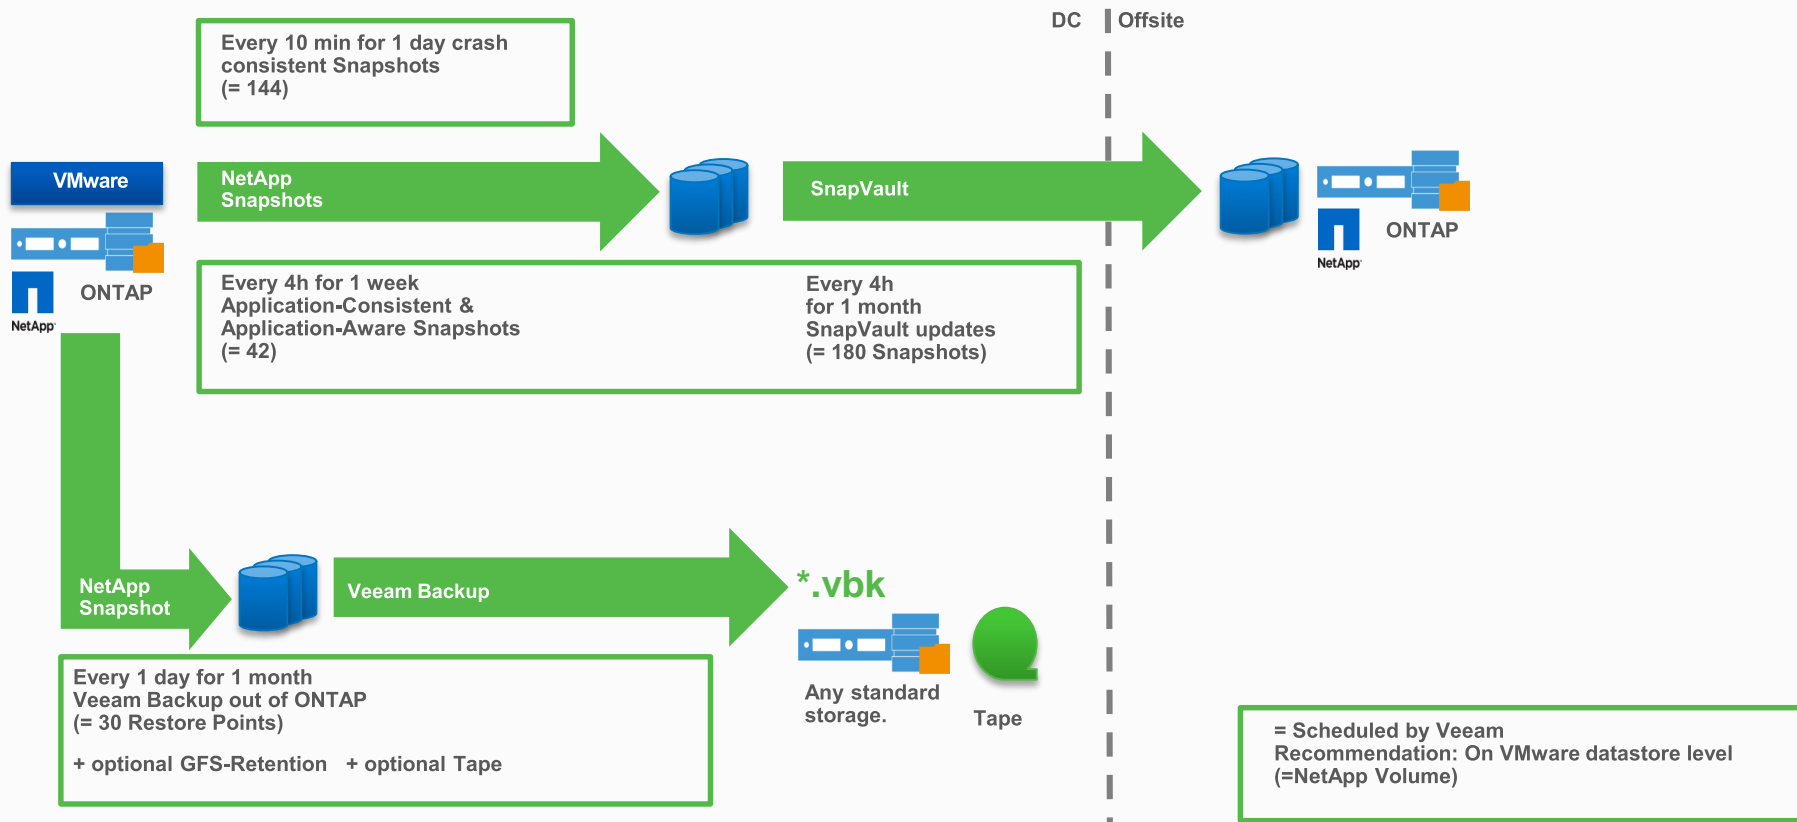 DC
Offsite
Every 10 min for 1 day crash
consistent Snapshots
(= 144)
VMware
NetApp
Snapshots
SnapVault
ONTAP
NetApp
ONTAP
NetApp
Every 4h for 1 week
Application-Consistent &
Application-Aware Snapshots
(= 42)
Every 4h
for 1 month
SnapVault updates
(= 180 Snapshots)
NetApp
Snapshot
Veeam Backup
*.vbk
Any standard
storage.
Tape
Every 1 day for 1 month
Veeam Backup out of ONTAP
(= 30 Restore Points)
+ optional GFS-Retention + optional Tape
= Scheduled by Veeam
Recommendation: On VMware datastore level
(=NetApp Volume)